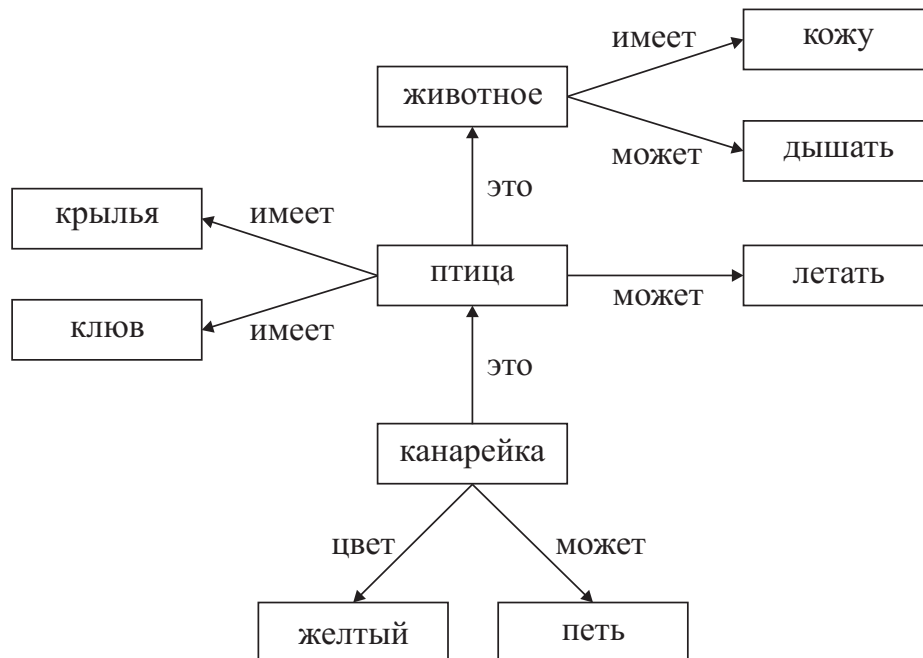 имеет
кожу
животное
может
дышать
это
крылья
имеет
птица
может
летать
клюв
имеет
это
канарейка
цвет
может
желтый
петь